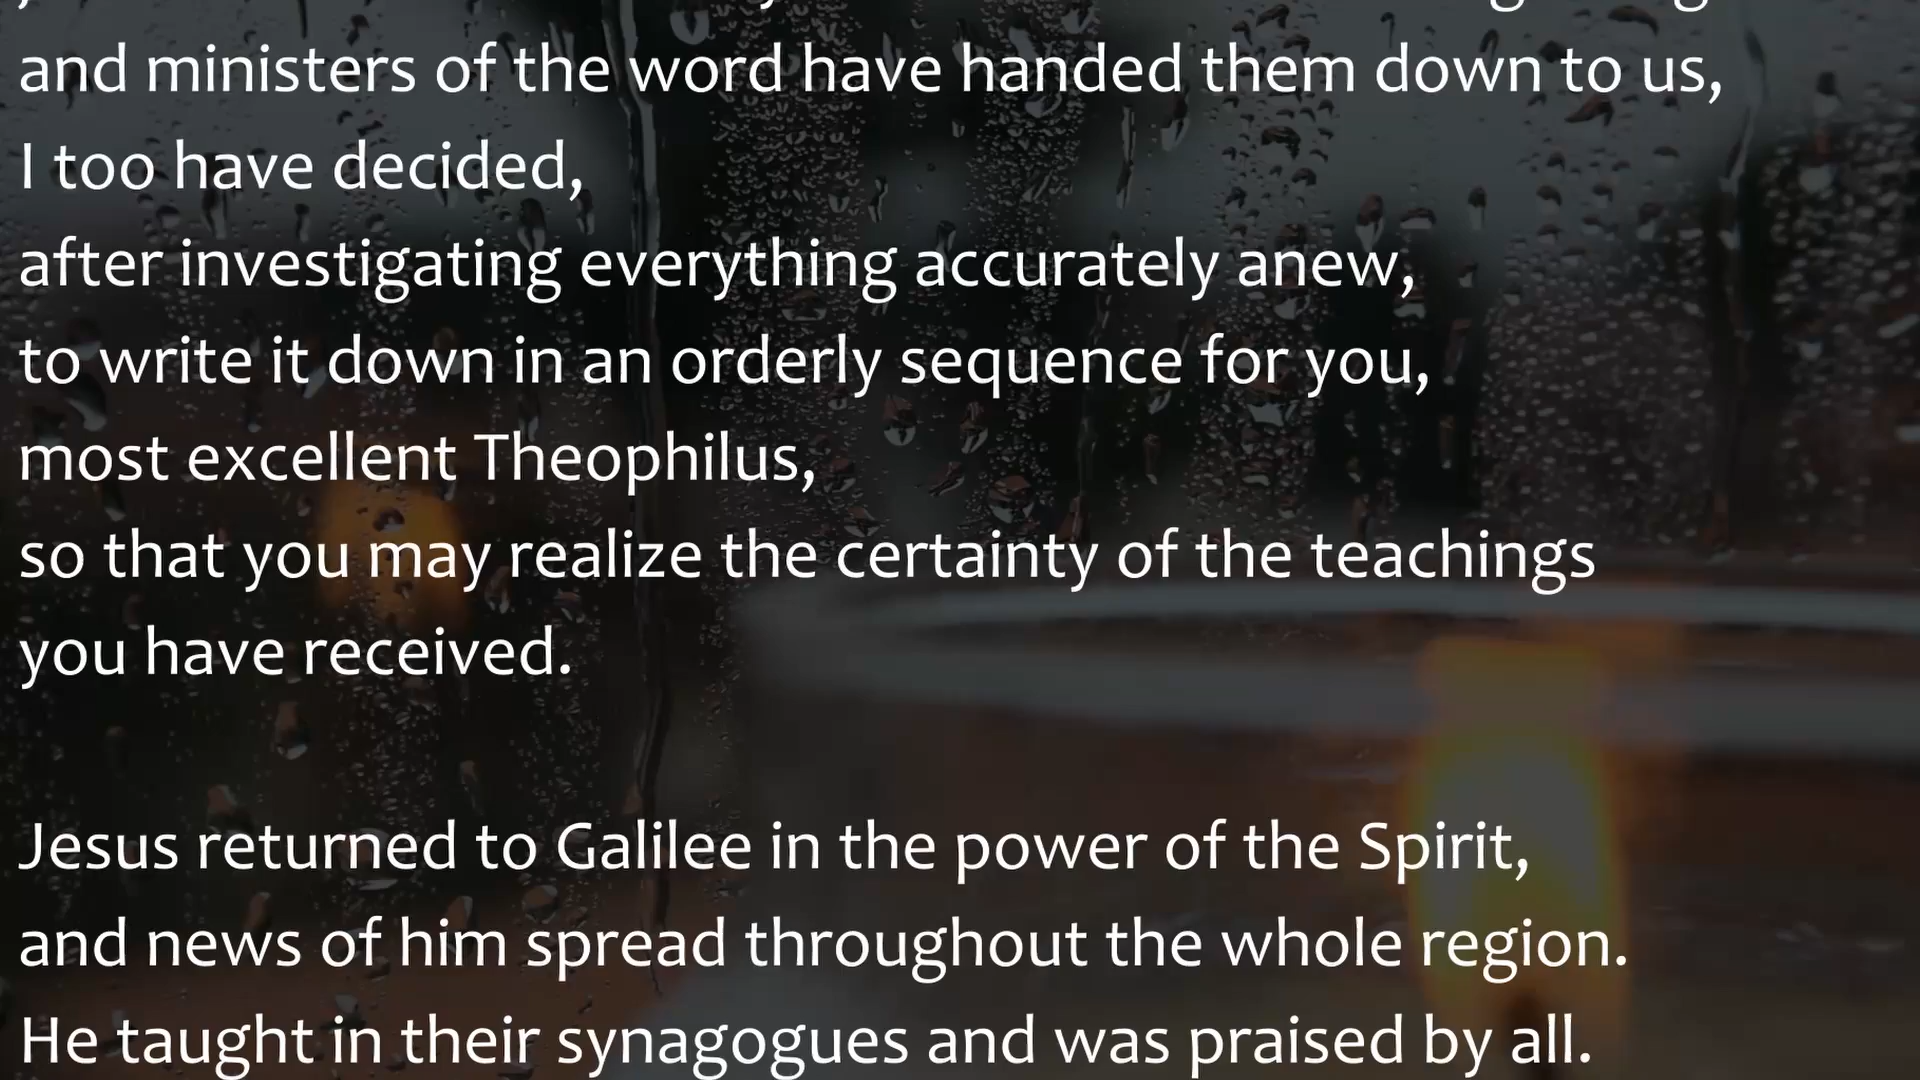 and ministers of the word have handed them down to us,
I too have decided,
after investigating everything accurately anew,
to write it down in an orderly sequence for you,
most excellent Theophilus,
so that you may realize the certainty of the teachings
you have received.
Jesus returned to Galilee in the power of the Spirit,
and news of him spread throughout the whole region.
He taught in their synagogues and was praised by all.